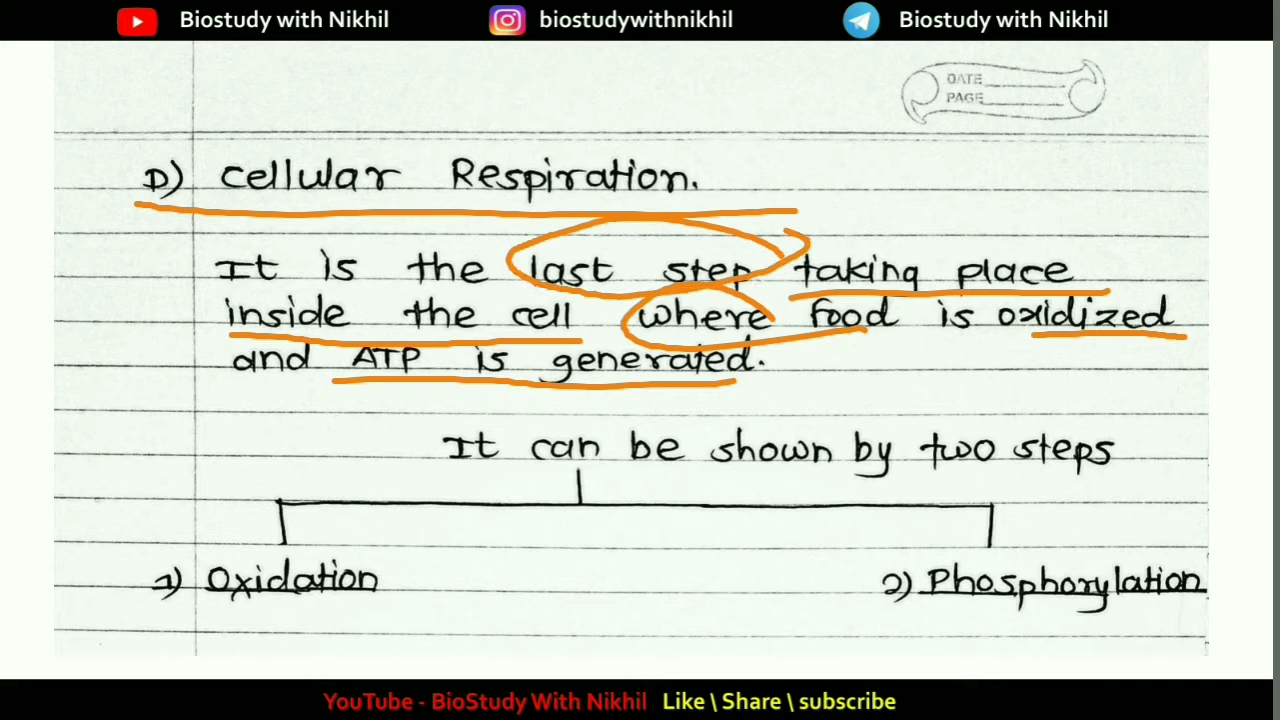 Biostudy with Nikhil biostudywithnikhil Biostudy with Nikhil
DATE
PAGE
D) Cellular Respiration.
It is the last step taking place
inside the cell where food is oxidized
and ATP is generated.
It can be shown by two steps
1) Oxidation 2) Phosphorylation
YouTube - BioStudy With Nikhil Like \ Share \ subscribe